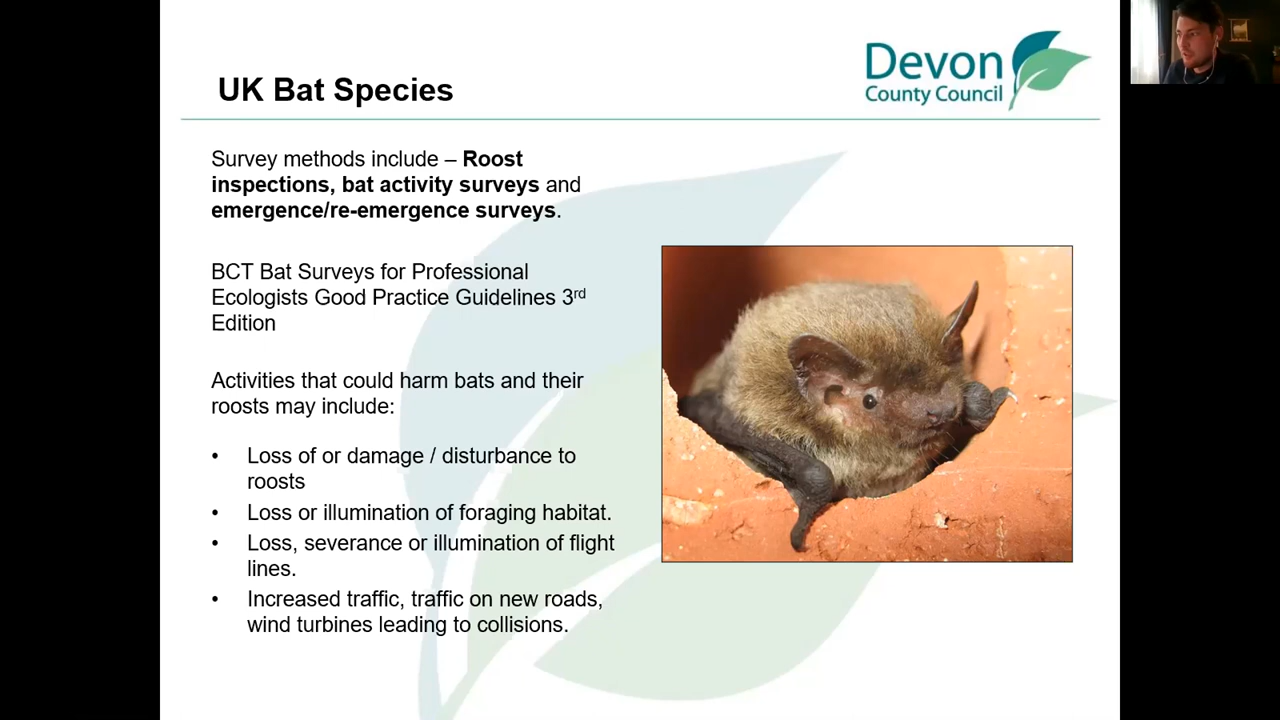 Devon
County Council
UK Bat Species
Survey methods include – Roost
inspections, bat activity surveys and
emergence/re-emergence surveys.
BCT Bat Surveys for Professional
Ecologists Good Practice Guidelines 3rd
Edition
Activities that could harm bats and their
roosts may include:
• Loss of or damage / disturbance to
roosts
• Loss or illumination of foraging habitat.
• Loss, severance or illumination of flight
lines.
• Increased traffic, traffic on new roads,
wind turbines leading to collisions.